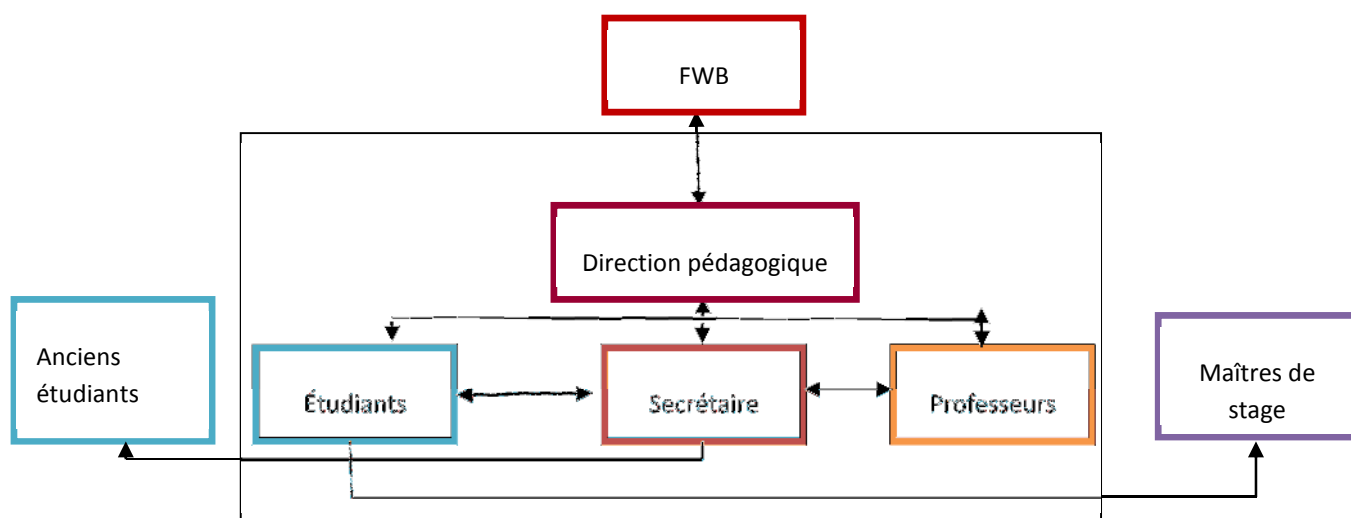 FWB
Direction pédagogique
Anciens
étudiants
Étudiants
Secrétaire
Professeurs
Maîtres de
stage